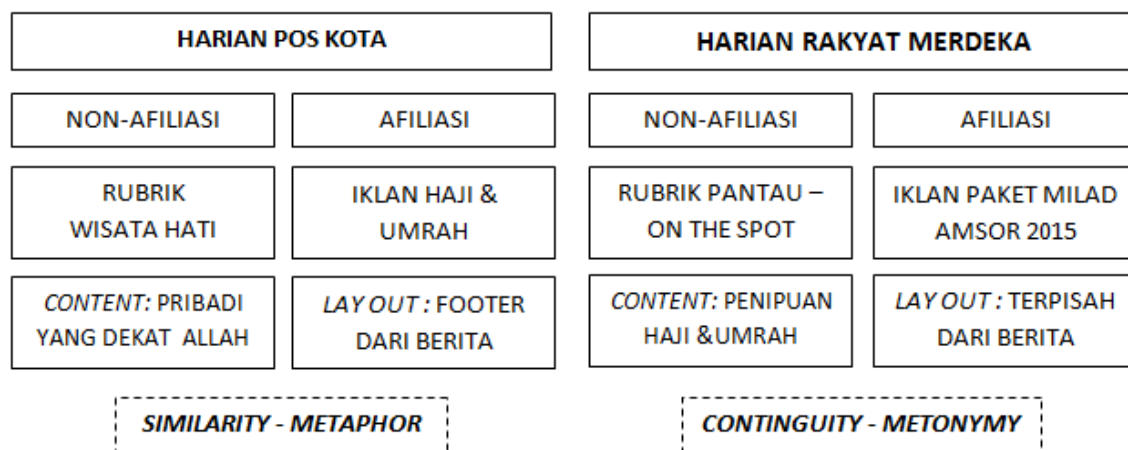 HARIAN POS KOTA
HARIAN RAKYAT MERDEKA
NON-AFILIASI
AFILIASI
NON-AFILIASI
AFILIASI
RUBRIK
WISATA HATI
IKLAN HAJI &
UMRAH
RUBRIK PANTAU –
ON THE SPOT
IKLAN PAKET MILAD
AMSOR 2015
CONTENT: PRIBADI
YANG DEKAT ALLAH
LAY OUT : FOOTER
DARI BERITA
CONTENT: PENIPUAN
HAJI &UMRAH
LAY OUT : TERPISAH
DARI BERITA
SIMILARITY - METAPHOR
CONTINGUITY - METONYMY